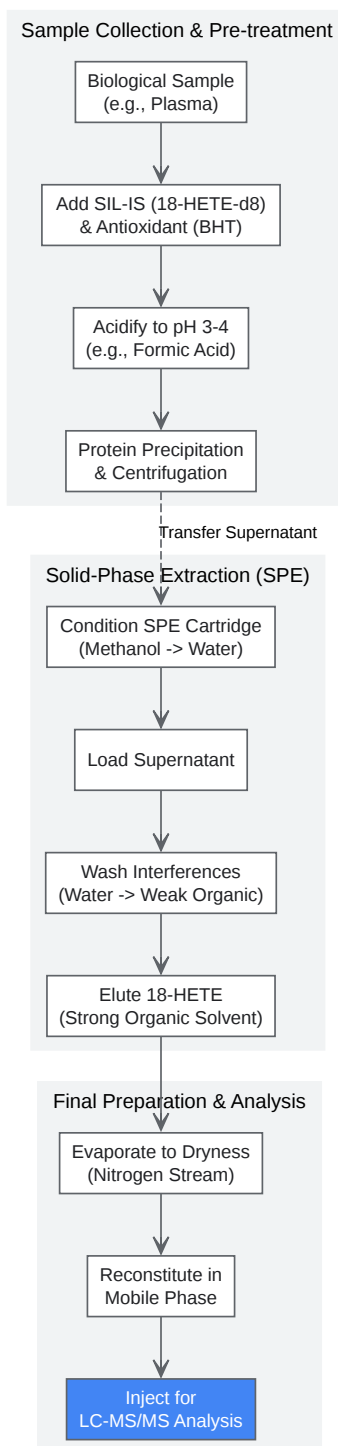 Sample Collection & Pre-treatment
Biological Sample
(e.g., Plasma)
Add SIL-IS (18-HETE-d8)
& Antioxidant (BHT)
Acidify to pH 3-4
(e.g., Formic Acid)
Protein Precipitation
& Centrifugation
Transfer Supernatant
Solid-Phase Extraction (SPE)
Condition SPE Cartridge
(Methanol -> Water)
Load Supernatant
Wash Interferences
(Water -> Weak Organic)
Elute 18-HETE
(Strong Organic Solvent)
Final Preparation & Analysis
Evaporate to Dryness
(Nitrogen Stream)
Reconstitute in
Mobile Phase
Inject for
LC-MS/MS Analysis